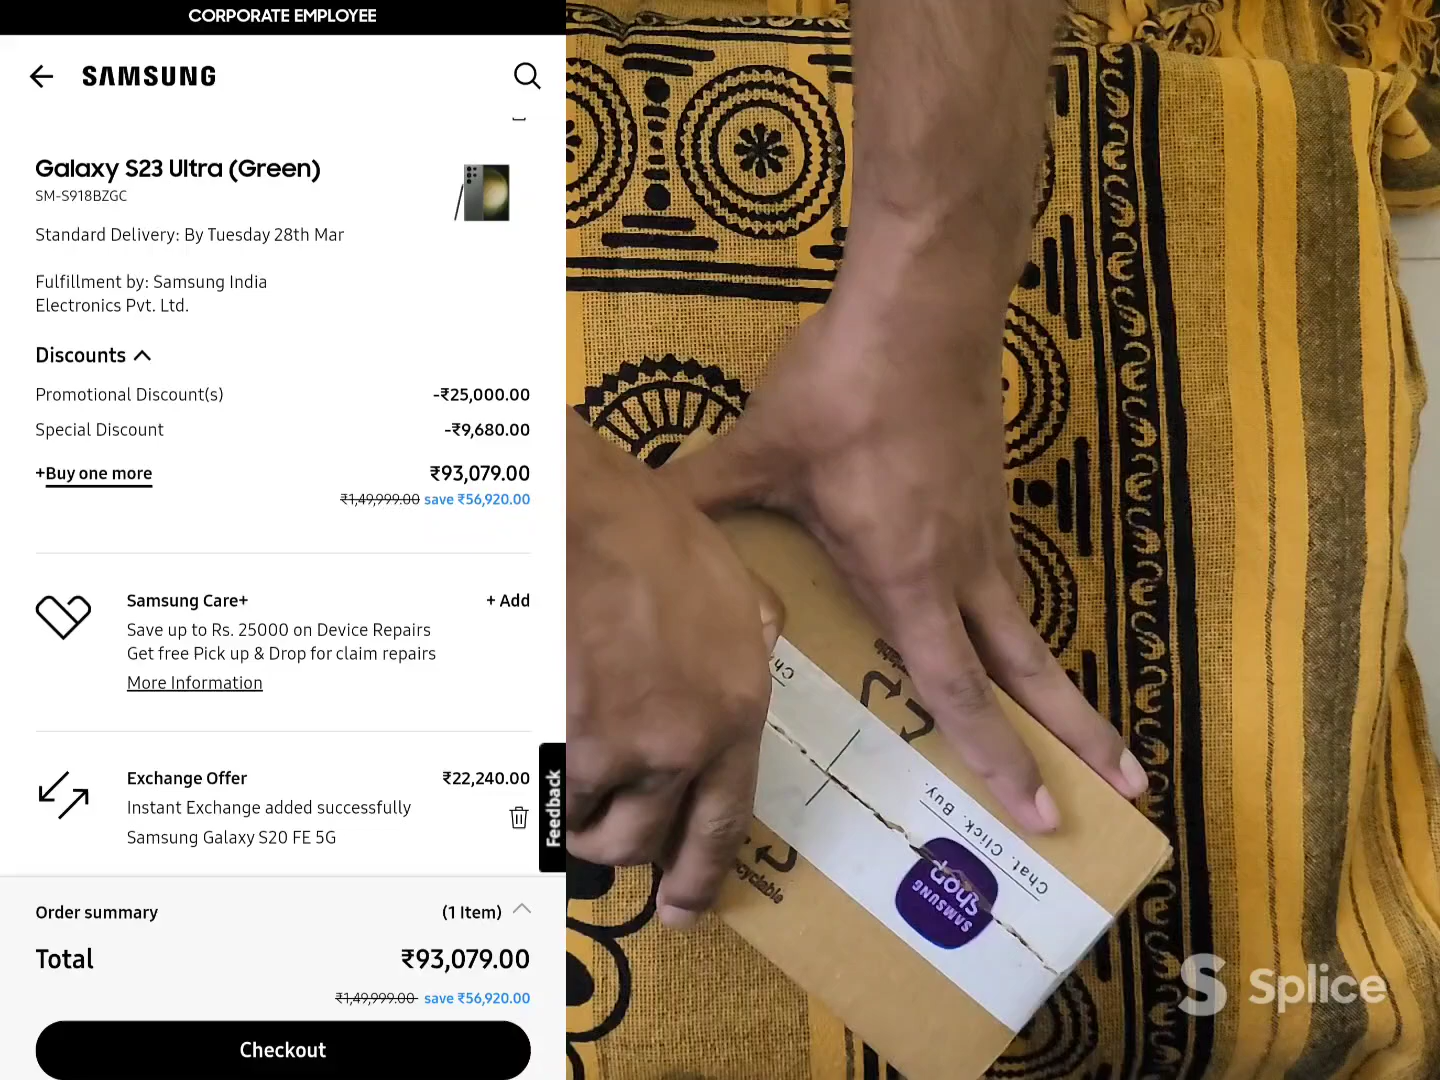 CORPORATE EMPLOYEE
SAMSUNG
Galaxy S23 Ultra (Green)
SM-S918BZGC
Standard Delivery: By Tuesday 28th Mar
Fulfillment by: Samsung India
Electronics Pvt. Ltd.
Discounts
Promotional Discount(s) -₹25,000.00
Special Discount -₹9,680.00
+Buy one more ₹93,079.00
₹1,49,999.00 save ₹56,920.00
Samsung Care+ + Add
Save up to Rs. 25000 on Device Repairs
Get free Pick up & Drop for claim repairs
More Information
Exchange Offer ₹22,240.00
Instant Exchange added successfully
Samsung Galaxy S20 FE 5G
Feedback
Order summary (1 Item)
Total ₹93,079.00
₹1,49,999.00 save ₹56,920.00
Checkout
Chat. Click. Buy.
SAMSUNG
shop
Splice